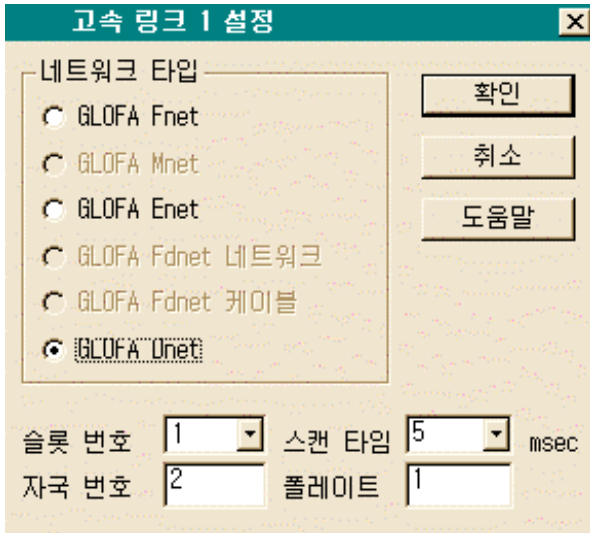 고속 링크 1 설정
네트워크 타입
GLOFA Fnet
GLOFA Mnet
GLOFA Enet
GLOFA Fdnet 네트워크
GLOFA Fdnet 케이블
GLOFA Dnet
확인
취소
도움말
슬롯 번호 1 스캔 타임 5 msec
자국 번호 2 폴레이트 1